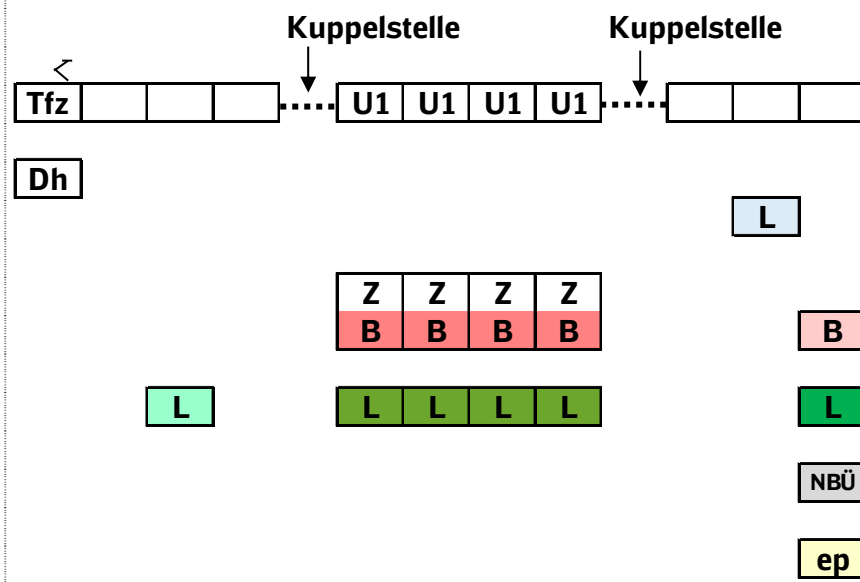 Kuppelstelle Kuppelstelle
Tfz U1 U1 U1 U1
Dh
L
Z Z Z Z
B B B B B
L L L L L L
NBÜ
ep